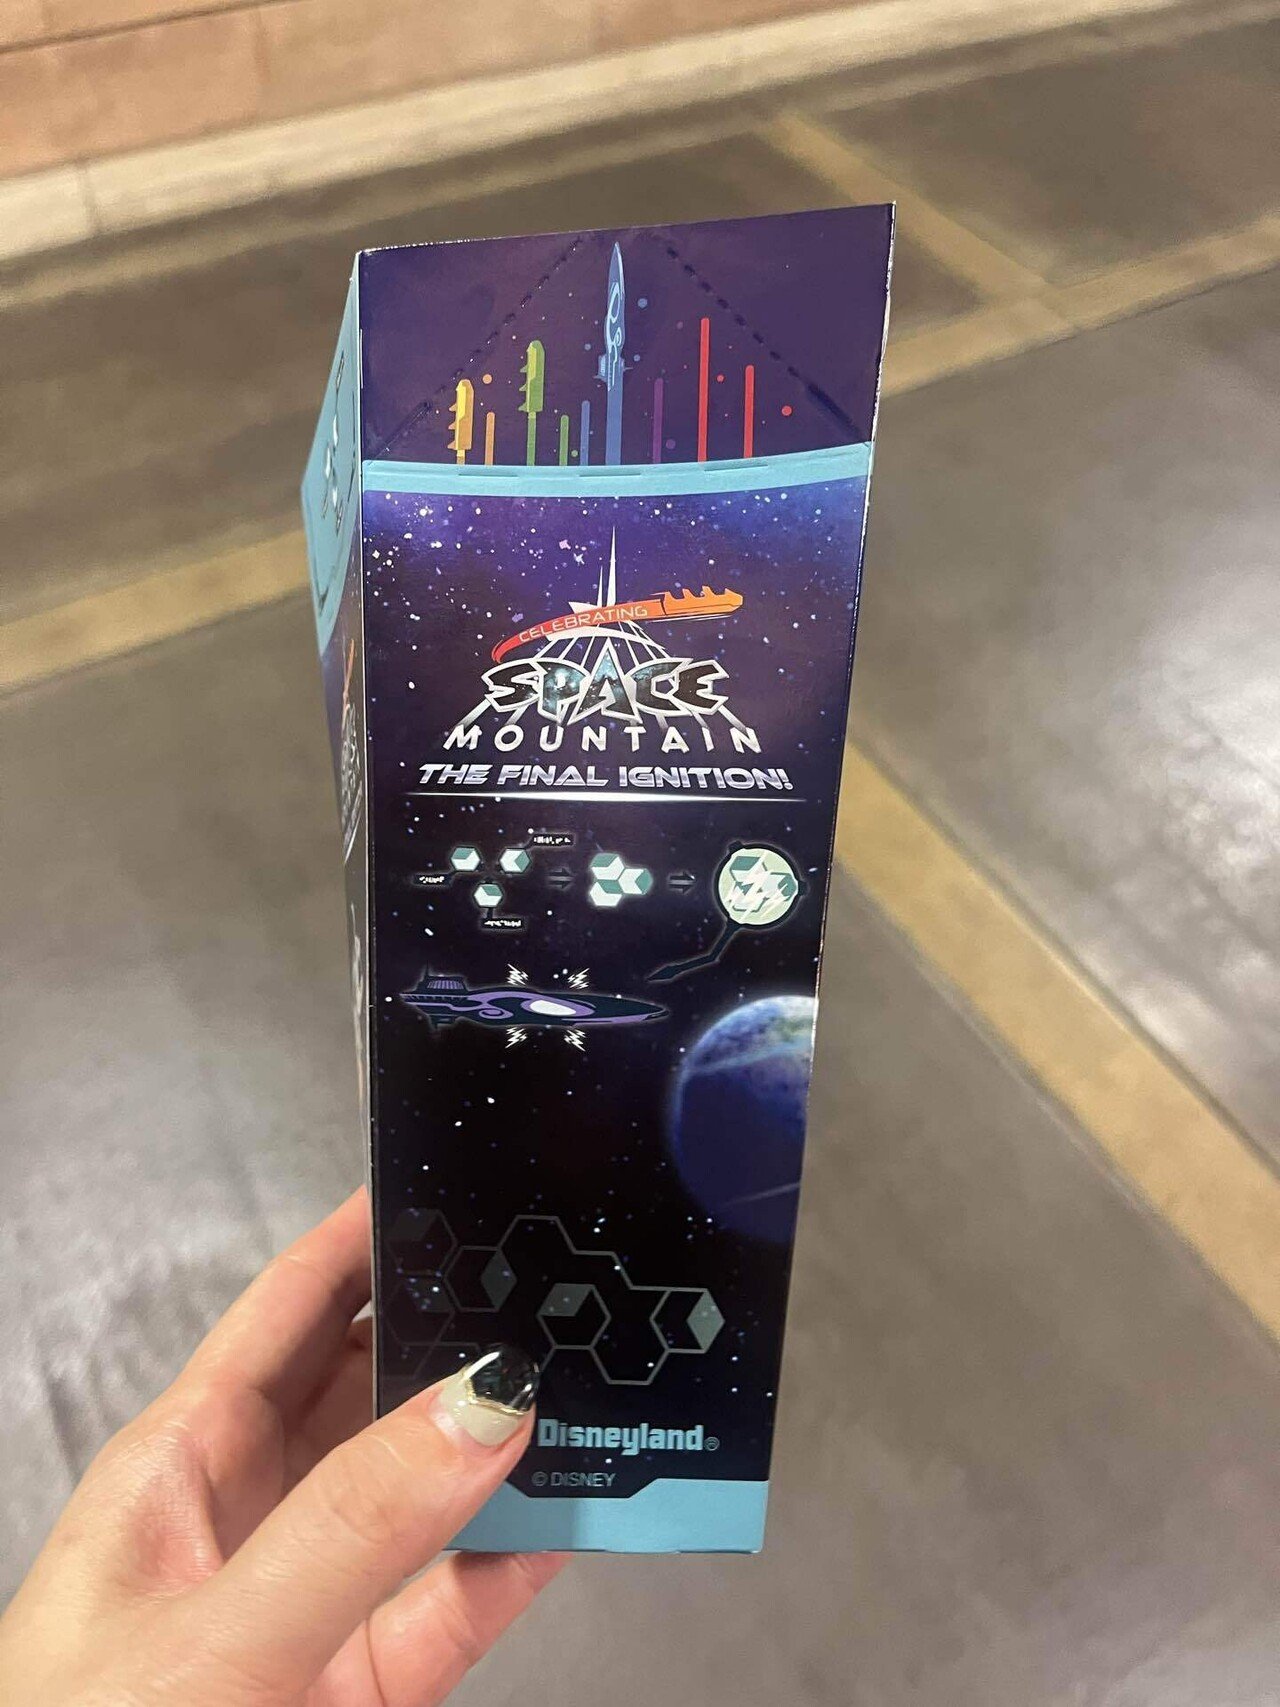 CELEBRATING
SPACE
MOUNTAIN
THE FINAL IGNITION!
Disneyland®
© DISNEY